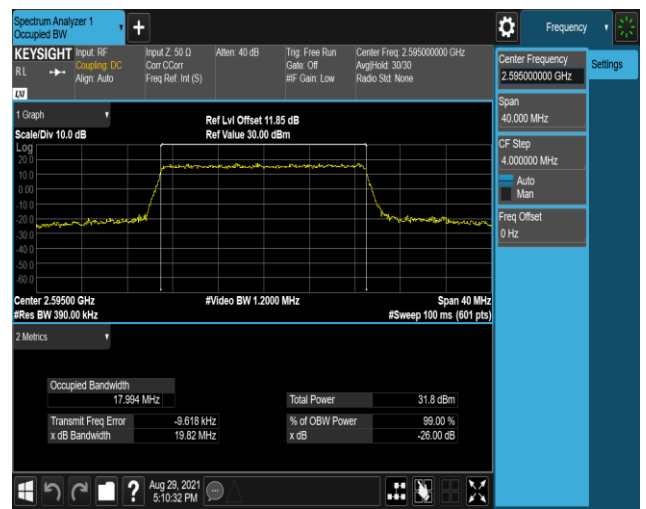 Spectrum Analyzer 1
Occupied BW
Frequency
KEYSIGHT
RL
LXI
Input: RF
Coupling: DC
Align: Auto
Input Z: 50 Ω
Corr CCorr
Freq Ref: Int (S)
Atten: 40 dB
Trig: Free Run
Gate: Off
#IF Gain: Low
Center Freq: 2.595000000 GHz
Avg|Hold: 30/30
Radio Std: None
Center Frequency
2.595000000 GHz
Settings
Span
40.000 MHz
CF Step
4.000000 MHz
Auto
Man
Freq Offset
0 Hz
1 Graph
Scale/Div 10.0 dB
Ref Lvl Offset 11.85 dB
Ref Value 30.00 dBm
Log
20.0
10.0
0.00
-10.0
-20.0
-30.0
-40.0
-50.0
-60.0
Center 2.59500 GHz
#Video BW 1.2000 MHz
Span 40 MHz
#Res BW 390.00 kHz
#Sweep 100 ms (601 pts)
2 Metrics
Occupied Bandwidth
17.994 MHz
Total Power 31.8 dBm
Transmit Freq Error -9.618 kHz
% of OBW Power 99.00 %
x dB Bandwidth 19.82 MHz
x dB -26.00 dB
?
Aug 29, 2021
5:10:32 PM